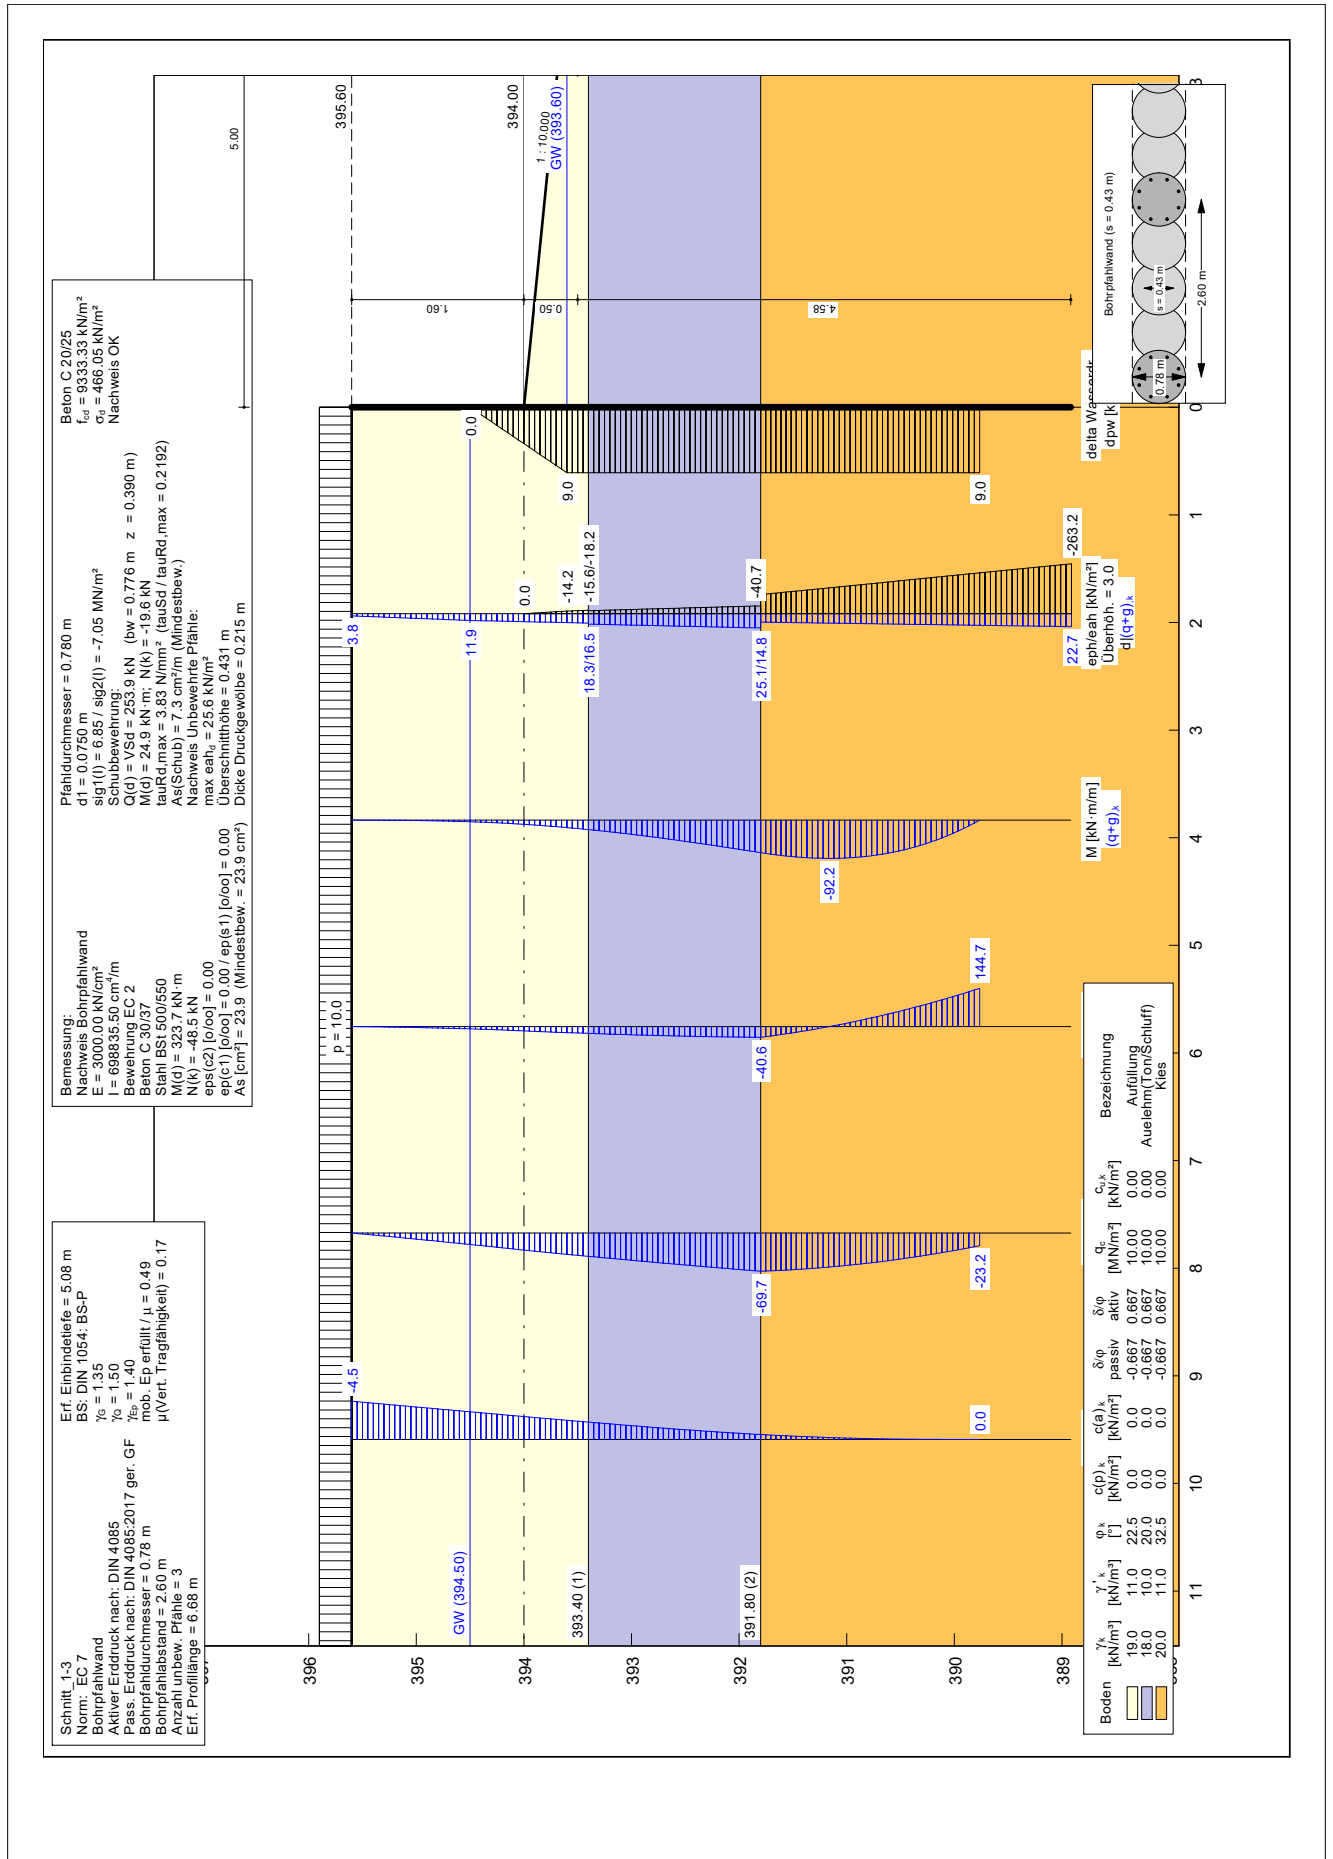 Schnitt_1-3
Norm: EC 7
Bohrpfahlwand
Aktiver Erddruck nach: DIN 4085
Pass. Erddruck nach: DIN 4085:2017 ger. GF
Bohrpfahldurchmesser = 0.78 m
Bohrpfahlabstand = 2.60 m
Anzahl unbew. Pfähle = 3
Erf. Profillänge = 6.68 m
Erf. Einbindetiefe = 5.08 m
BS: DIN 1054: BS-P
γG = 1.35
γQ = 1.50
γEp = 1.40
mob. Ep erfüllt / μ = 0.49
μ(Vert. Tragfähigkeit) = 0.17
Bemessung:
Nachweis Bohrpfahlwand
E = 3000.00 kN/cm²
I = 698835.50 cm⁴/m
Bewehrung EC 2
Beton C 30/37
Stahl BSt 500/550
M(d) = 323.7 kN·m
N(k) = -48.5 kN
eps(c2) [o/oo] = 0.00
ep(c1) [o/oo] = 0.00 / ep(s1) [o/oo] = 0.00
As [cm²] = 23.9 (Mindestbew. = 23.9 cm²)
Pfahldurchmesser = 0.780 m
d1 = 0.0750 m
sig1(I) = 6.85 / sig2(I) = -7.05 MN/m²
Schubbewehrung:
Q(d) = VSd = 253.9 kN (bw = 0.776 m z = 0.390 m)
M(d) = 24.9 kN·m; N(k) = -19.6 kN
tauRd,max = 3.83 N/mm² (tauSd / tauRd,max = 0.2192)
As(Schub) = 7.3 cm²/m (Mindestbew.)
Nachweis Unbewehrte Pfähle:
max eahd = 25.6 kN/m²
Überschnitthöhe = 0.431 m
Dicke Druckgewölbe = 0.215 m
Beton C 20/25
fcd = 9333.33 kN/m²
σd = 466.05 kN/m²
Nachweis OK
5.00
395.60
394.00
1 : 10.000
GW (393.60)
1.60
0.50
4.58
p = 10.0
GW (394.50)
393.40 (1)
391.80 (2)
-4.5
0.0
-69.7
-23.2
-40.6
144.7
-92.2
M [kN·m/m]
(q+g),k
3.8
11.9
18.3/16.5
25.1/14.8
22.7
0.0
-14.2
-15.6/-18.2
-40.7
-263.2
eph/eah [kN/m²]
Überhöh. = 3.0
d|(q+g),k
0.0
9.0
9.0
delta Wasserdr.
dpw [k
396
395
394
393
392
391
390
389
11
10
9
8
7
6
5
4
3
2
1
0
Boden
γk
[kN/m³]
γ'k
[kN/m³]
φk
[°]
c(p)k
[kN/m²]
c(a)k
[kN/m²]
δ/φ
passiv
δ/φ
aktiv
qc
[MN/m²]
cu,k
[kN/m²]
Bezeichnung
19.0 11.0 22.5 0.0 0.0 -0.667 0.667 10.00 0.00 Aufüllung
18.0 10.0 20.0 0.0 0.0 -0.667 0.667 10.00 0.00 Auelehm(Ton/Schluff)
20.0 11.0 32.5 0.0 0.0 -0.667 0.667 10.00 0.00 Kies
Bohrpfahlwand (s = 0.43 m)
s = 0.43 m
0.78 m
2.60 m